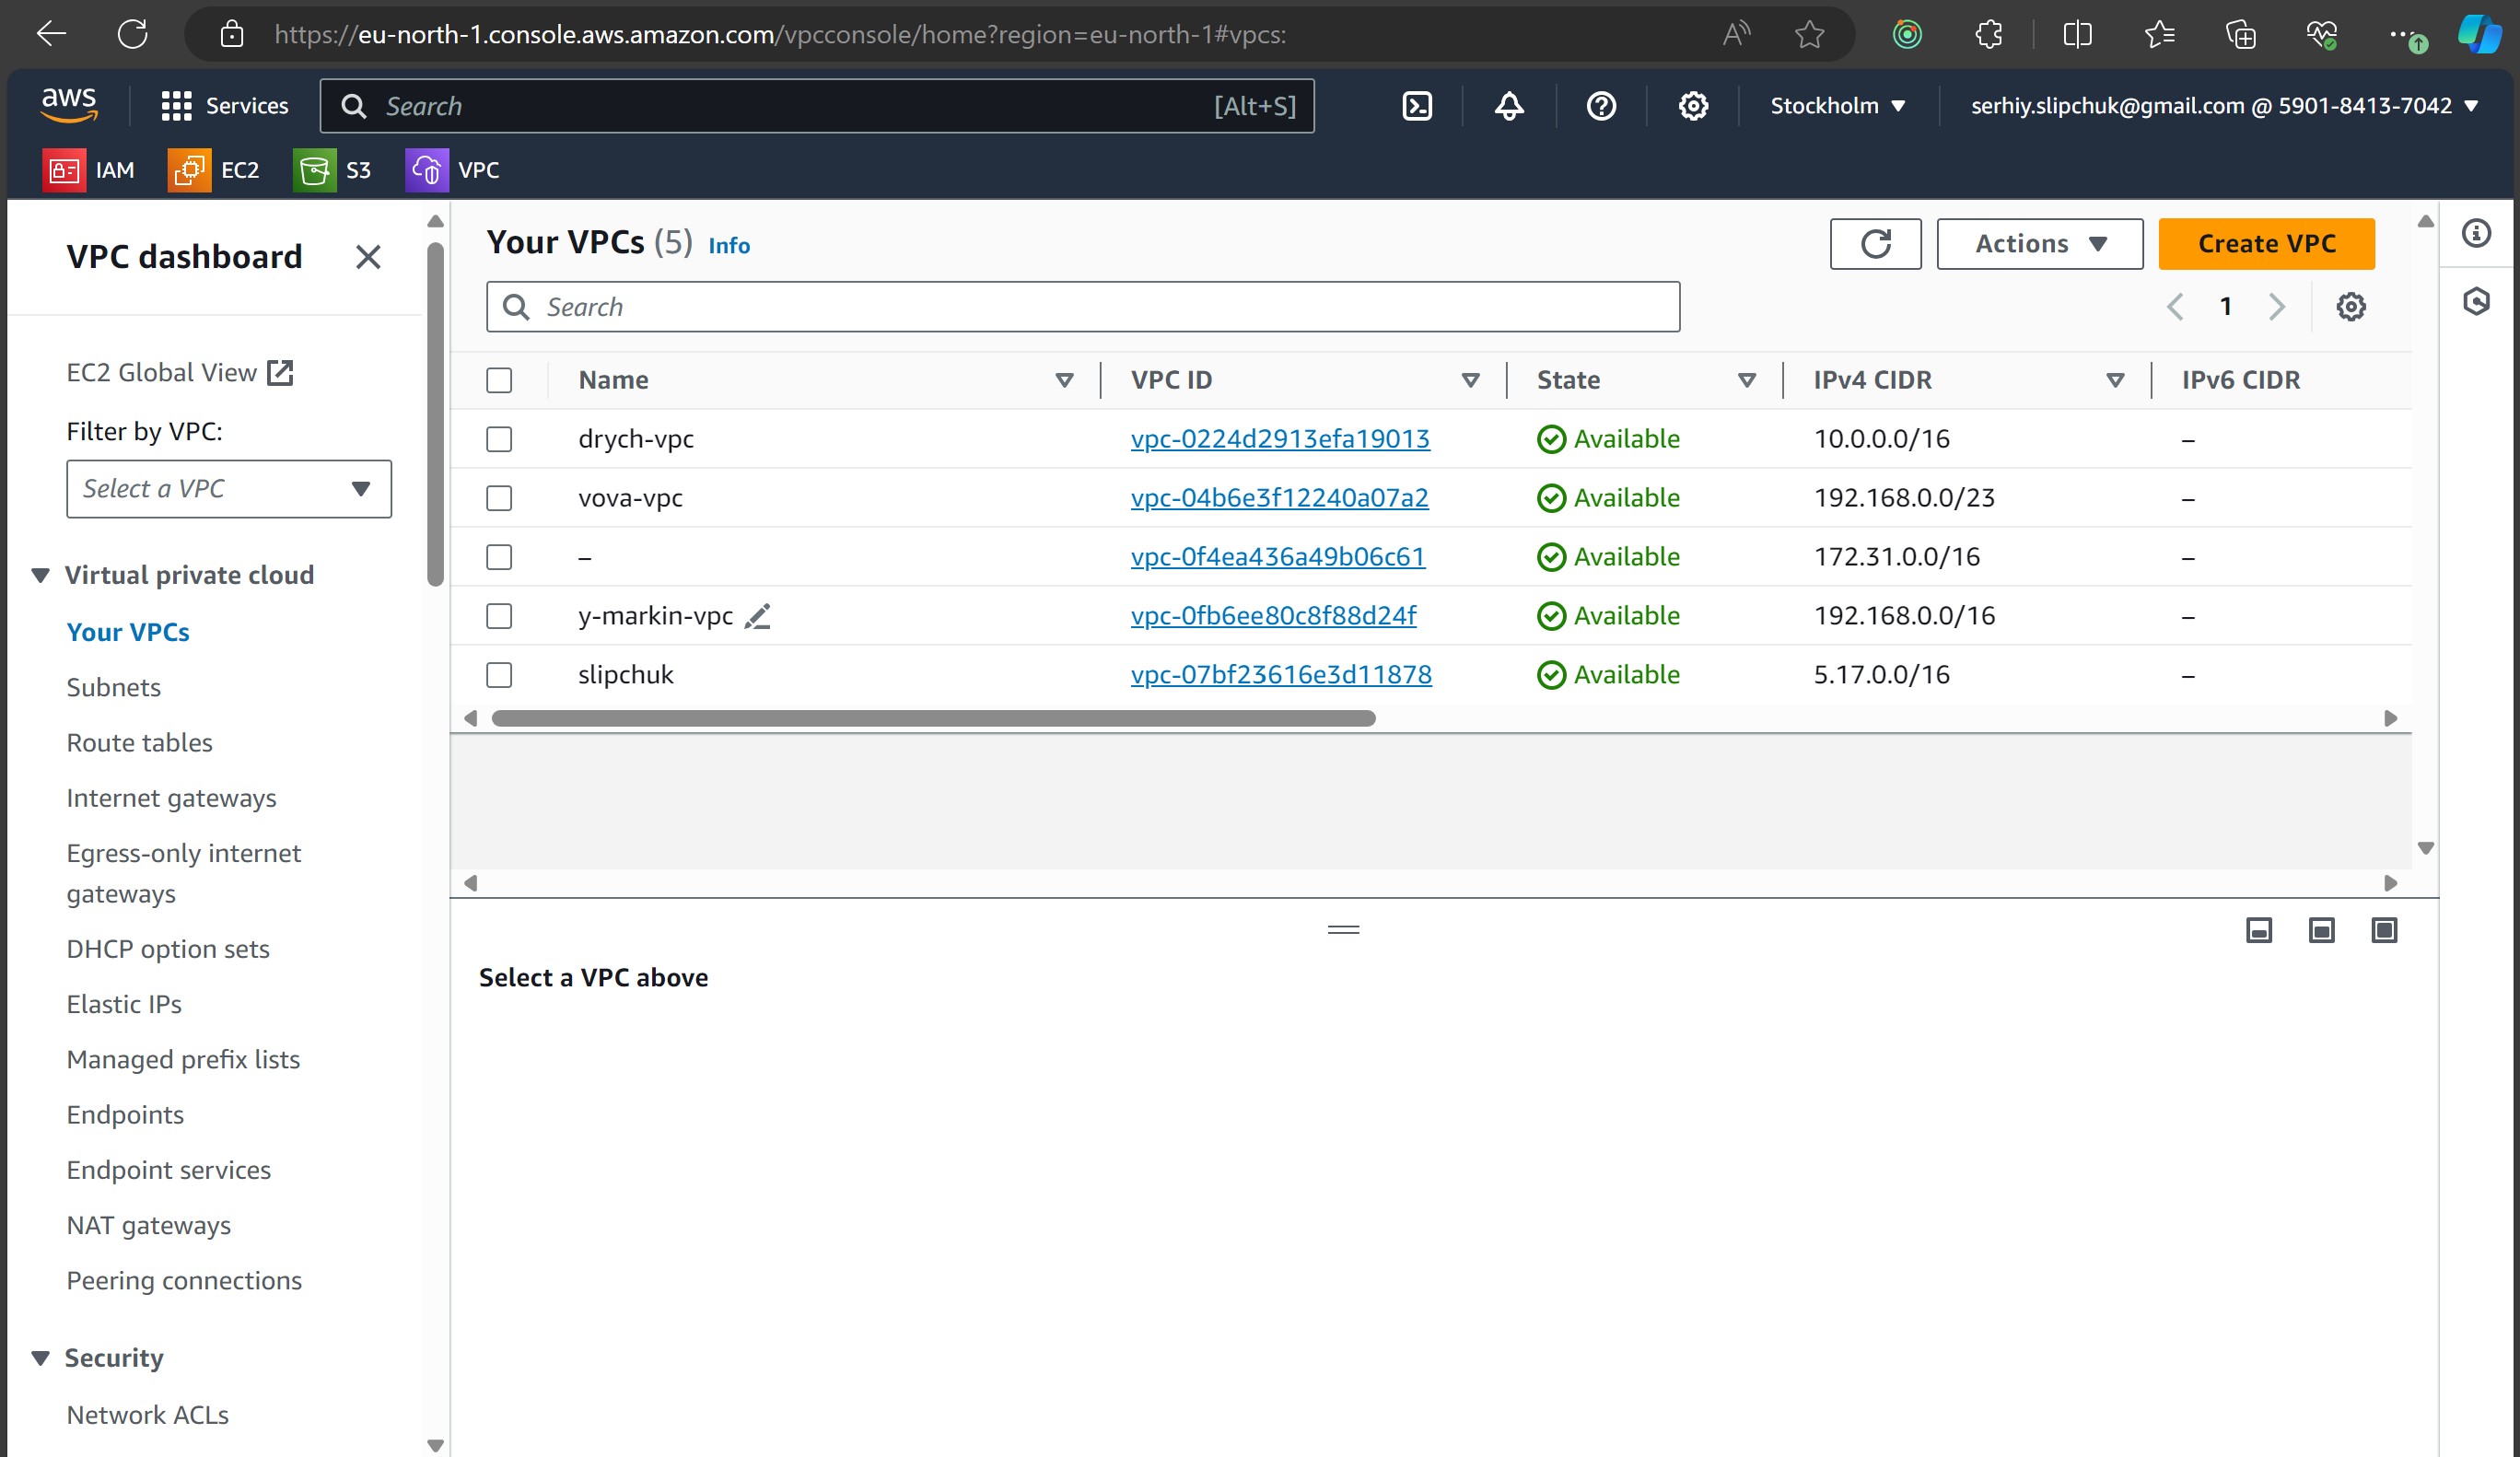 https://eu-north-1.console.aws.amazon.com/vpcconsole/home?region=eu-north-1#vpcs:
aws
Services
Search
[Alt+S]
Stockholm
serhiy.slipchuk@gmail.com @ 5901-8413-7042
IAM
EC2
S3
VPC
VPC dashboard
EC2 Global View
Filter by VPC:
Select a VPC
Virtual private cloud
Your VPCs
Subnets
Route tables
Internet gateways
Egress-only internet
gateways
DHCP option sets
Elastic IPs
Managed prefix lists
Endpoints
Endpoint services
NAT gateways
Peering connections
Security
Network ACLs
Your VPCs (5) Info
Actions
Create VPC
Search
1
Name VPC ID State IPv4 CIDR IPv6 CIDR
drych-vpc vpc-0224d2913efa19013 Available 10.0.0.0/16 –
vova-vpc vpc-04b6e3f12240a07a2 Available 192.168.0.0/23 –
– vpc-0f4ea436a49b06c61 Available 172.31.0.0/16 –
y-markin-vpc vpc-0fb6ee80c8f88d24f Available 192.168.0.0/16 –
slipchuk vpc-07bf23616e3d11878 Available 5.17.0.0/16 –
Select a VPC above